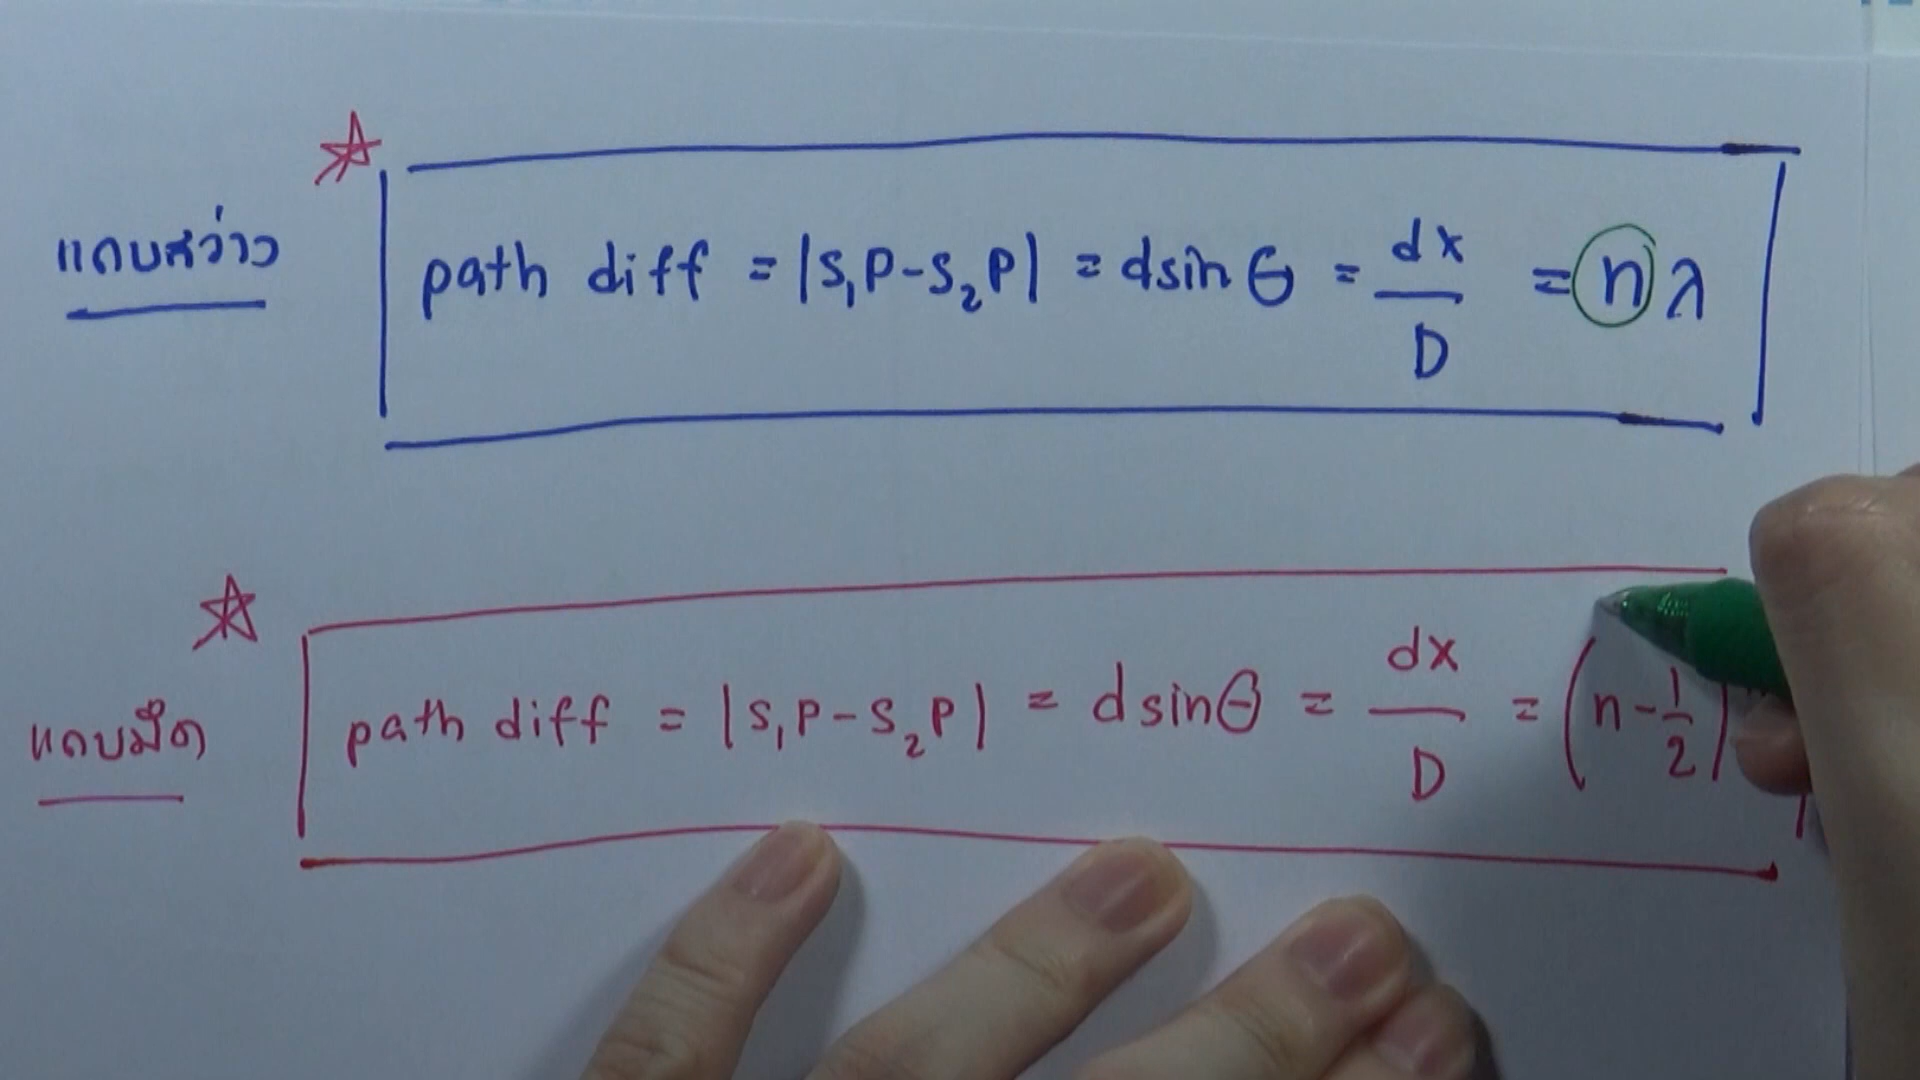 แถบสว่าง
path diff = |S₁P - S₂P| = dsin θ = dx/D = nλ
แถบมืด
path diff = |S₁P - S₂P| = dsinθ = dx/D = (n - 1/2)